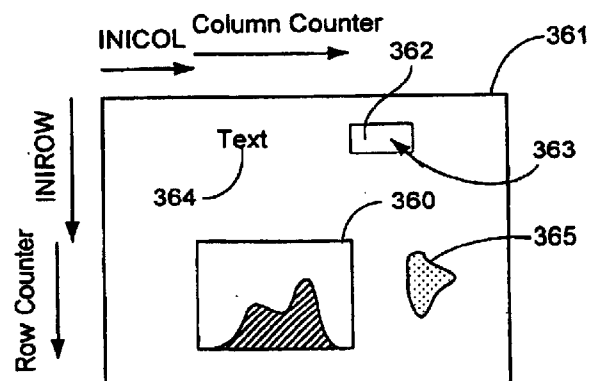 INICOL
Column Counter
361
362
Text
363
INIROW
364
360
365
Row Counter